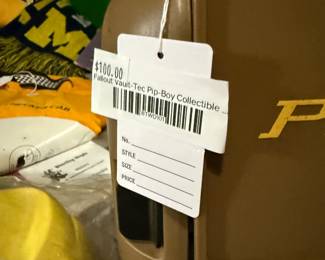 $100.00
Fallout Vault-Tec Pip-Boy Collectible
No.
STYLE
SIZE
PRICE
P